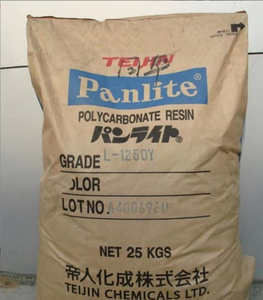 TEIJIN
Panlite®
POLYCARBONATE RESIN
パンライト®
GRADE L-1250Y
OLOR
LOT NO. A4006960
NET 25 KGS
帝人化成株式会社
TEIJIN CHEMICALS LTD.